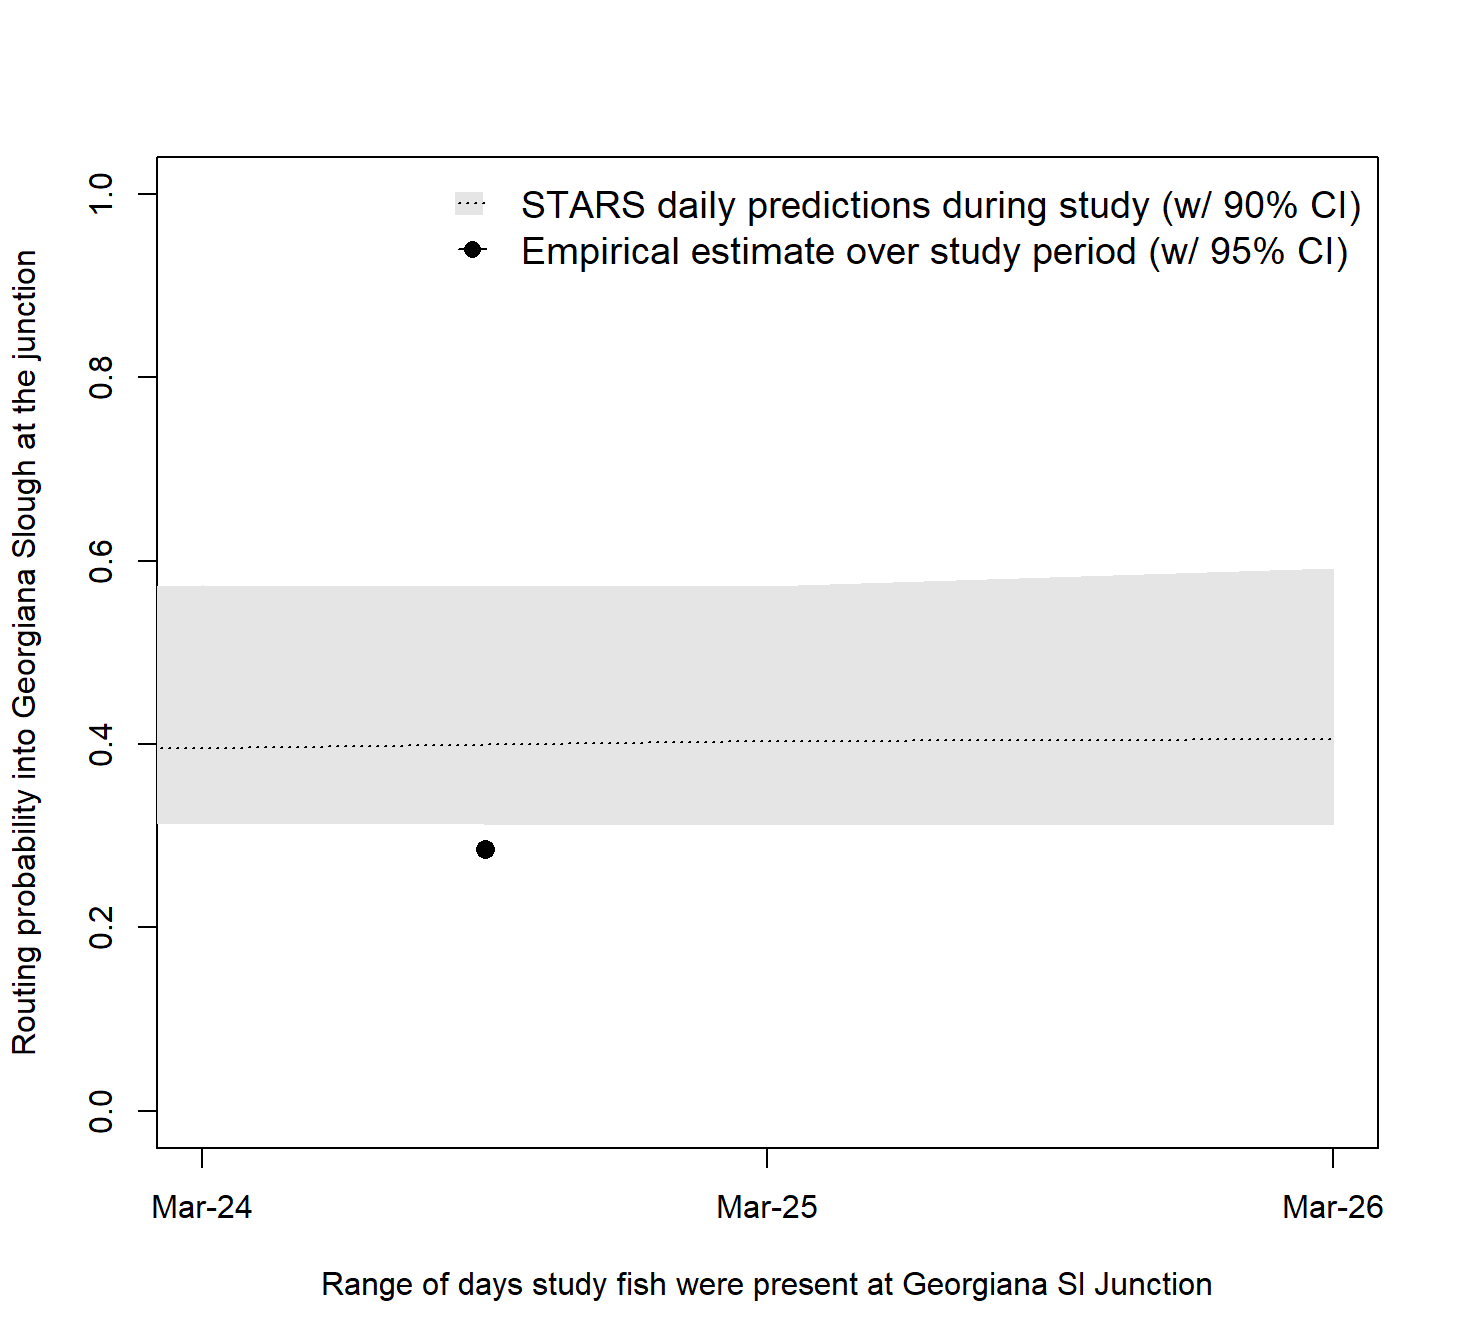 STARS daily predictions during study (w/ 90% CI)
Empirical estimate over study period (w/ 95% CI)
Routing probability into Georgiana Slough at the junction
1.0
0.8
0.6
0.4
0.2
0.0
Mar-24
Mar-25
Mar-26
Range of days study fish were present at Georgiana Sl Junction